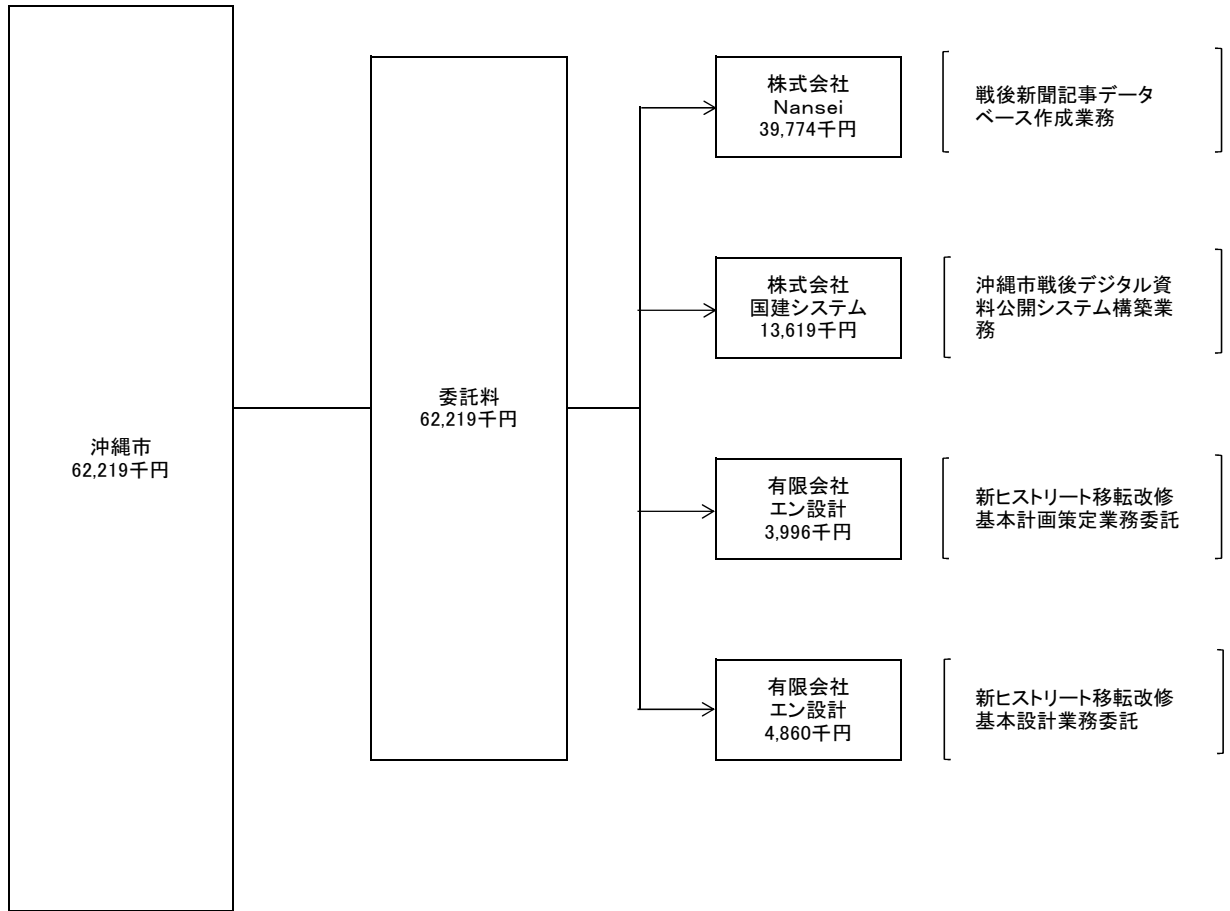 沖縄市
62,219千円
委託料
62,219千円
株式会社
Nansei
39,774千円
戦後新聞記事データ
ベース作成業務
株式会社
国建システム
13,619千円
沖縄市戦後デジタル資
料公開システム構築業
務
有限会社
エン設計
3,996千円
新ヒストリート移転改修
基本計画策定業務委託
有限会社
エン設計
4,860千円
新ヒストリート移転改修
基本設計業務委託